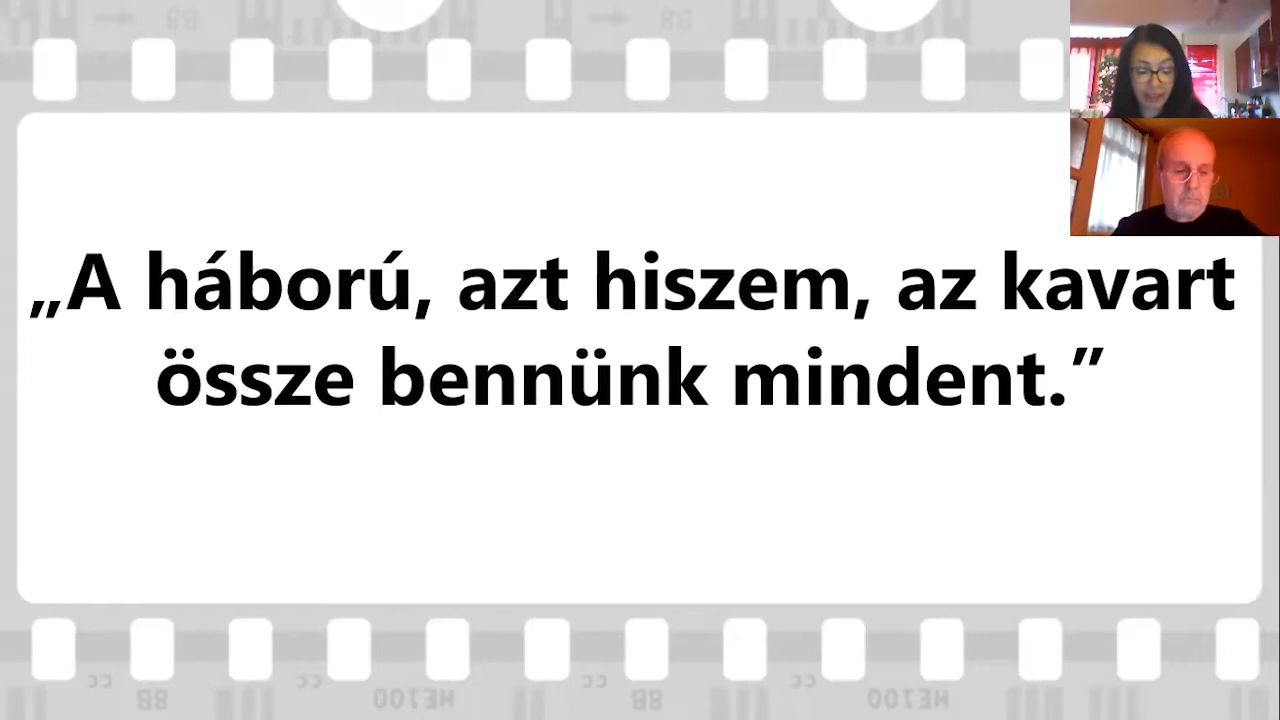 „A háború, azt hiszem, az kavart
össze bennünk mindent.”